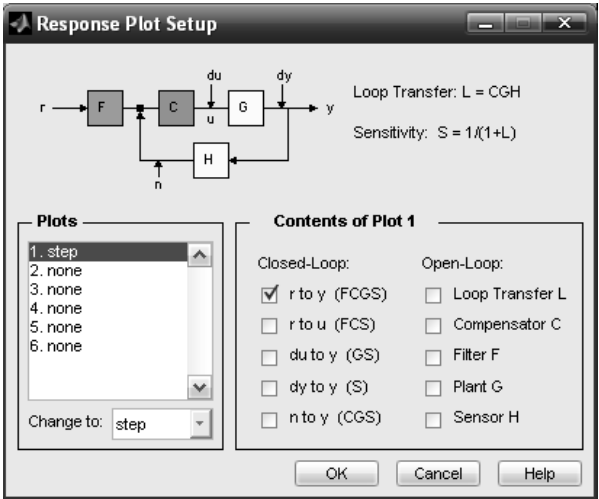 Response Plot Setup
du
dy
r
F
C
G
y
u
H
n
Loop Transfer: L = CGH
Sensitivity: S = 1/(1+L)
Plots
1. step
2. none
3. none
4. none
5. none
6. none
Change to: step
Contents of Plot 1
Closed-Loop:
r to y (FCGS)
r to u (FCS)
du to y (GS)
dy to y (S)
n to y (CGS)
Open-Loop:
Loop Transfer L
Compensator C
Filter F
Plant G
Sensor H
OK
Cancel
Help